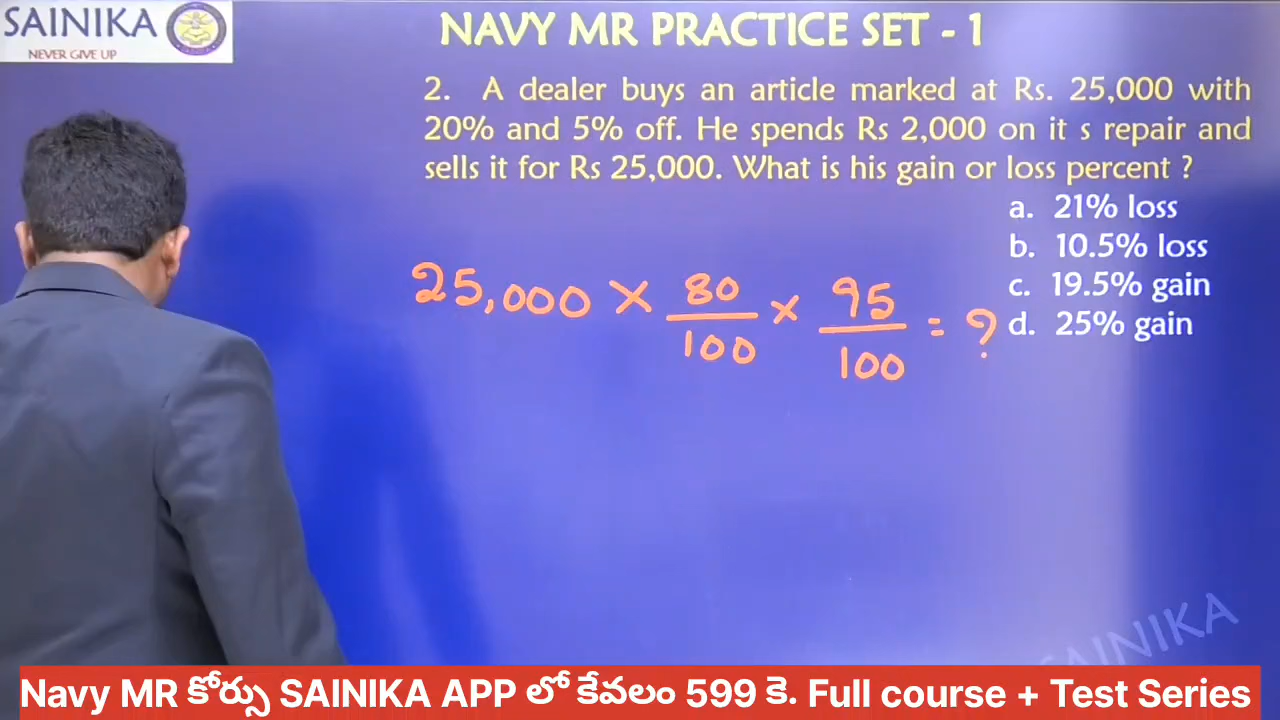 SAINIKA
NEVER GIVE UP
NAVY MR PRACTICE SET - 1
2. A dealer buys an article marked at Rs. 25,000 with
20% and 5% off. He spends Rs 2,000 on it s repair and
sells it for Rs 25,000. What is his gain or loss percent ?
a. 21% loss
b. 10.5% loss
c. 19.5% gain
d. 25% gain
25,000 × 80/100 × 95/100 = ?
SAINIKA
Navy MR కోర్సు SAINIKA APP లో కేవలం 599 కె. Full course + Test Series